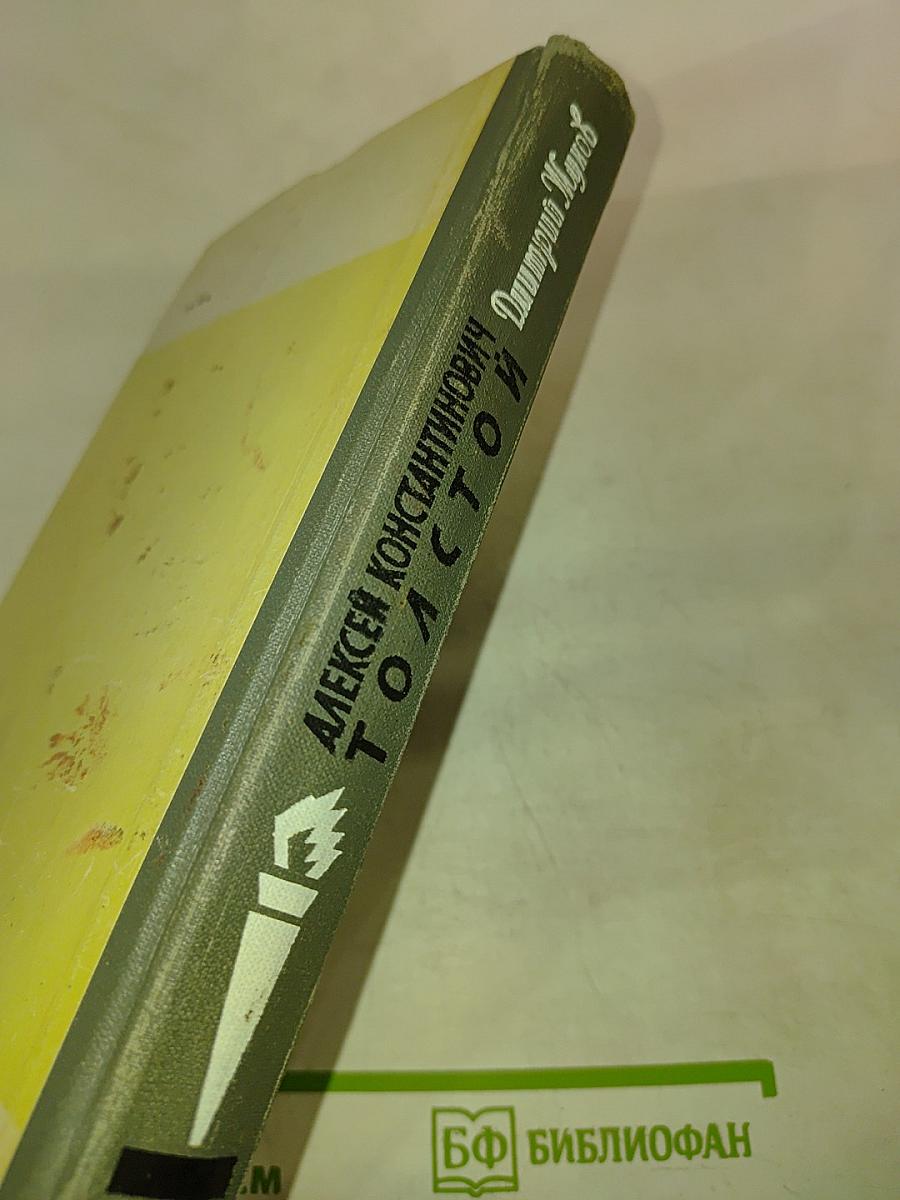 Дмитрий Жуков
АЛЕКСЕЙ КОНСТАНТИНОВИЧ
ТОЛСТОЙ
БФ БИБЛИОФАН